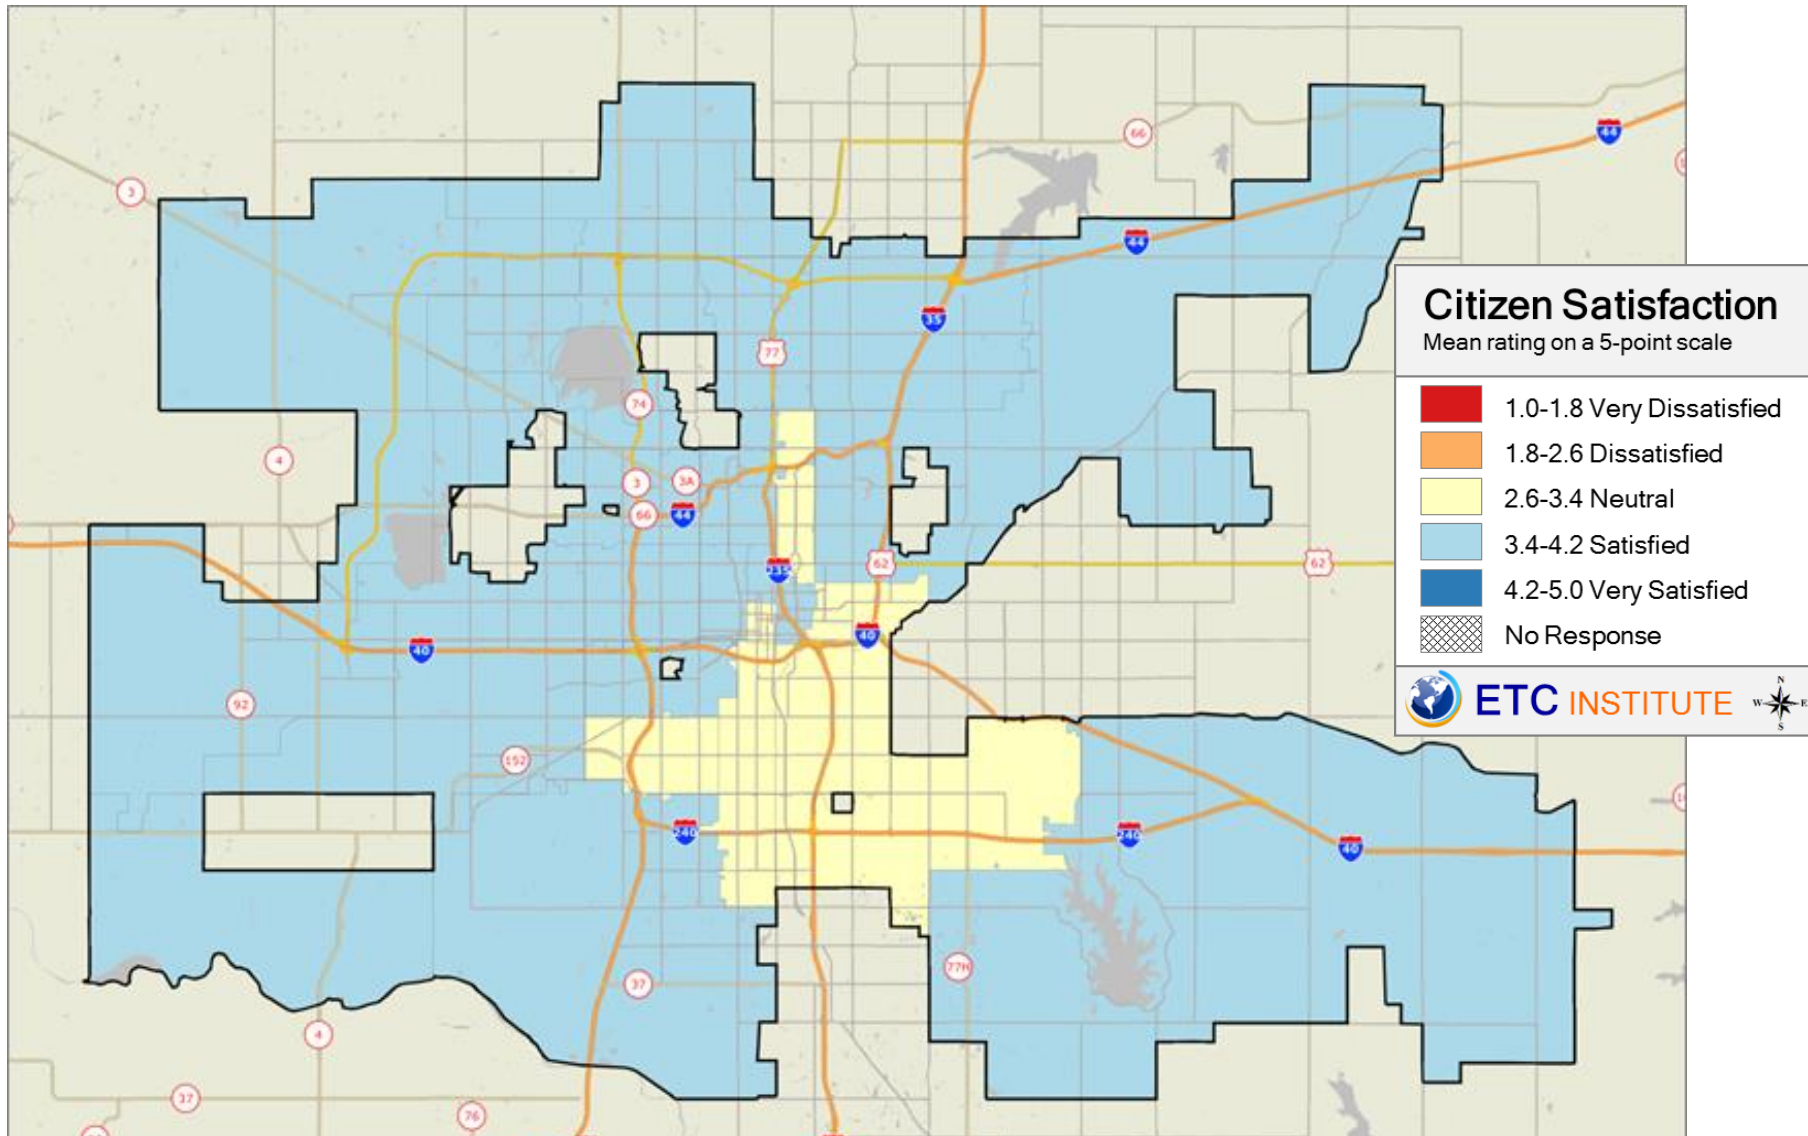 66
44
3
44
35
77
74
4
3A
3
66
44
62
62
235
40
40
92
152
240
240
40
77H
37
4
37
76
Citizen Satisfaction
Mean rating on a 5-point scale
1.0-1.8 Very Dissatisfied
1.8-2.6 Dissatisfied
2.6-3.4 Neutral
3.4-4.2 Satisfied
4.2-5.0 Very Satisfied
No Response
ETC INSTITUTE
N
W E
S